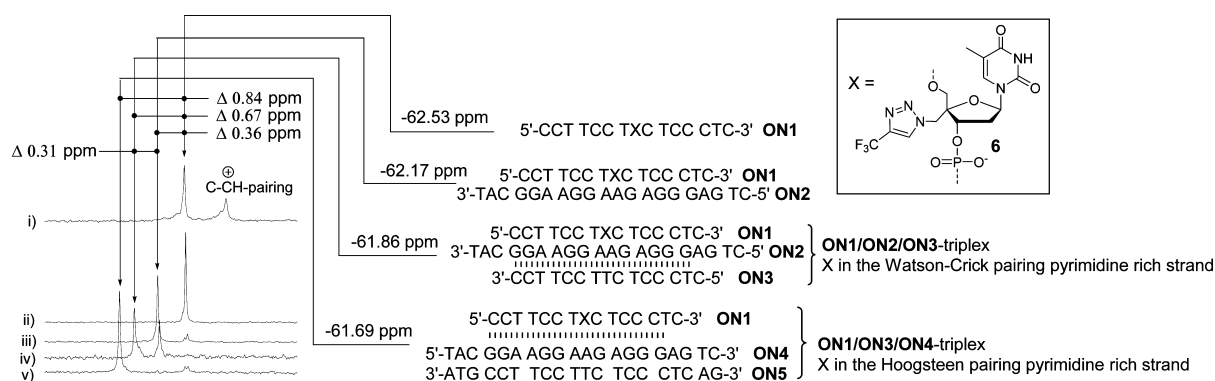 Δ 0.84 ppm
Δ 0.67 ppm
Δ 0.36 ppm
Δ 0.31 ppm
⊕
C-CH-pairing
i)
ii)
iii)
iv)
v)
-62.53 ppm
5'-CCT TCC TXC TCC CTC-3' ON1
-62.17 ppm
5'-CCT TCC TXC TCC CTC-3' ON1
3'-TAC GGA AGG AAG AGG GAG TC-5' ON2
-61.86 ppm
5'-CCT TCC TXC TCC CTC-3' ON1
3'-TAC GGA AGG AAG AGG GAG TC-5' ON2
3'-CCT TCC TTC TCC CTC-5' ON3
ON1/ON2/ON3-triplex
X in the Watson-Crick pairing pyrimidine rich strand
-61.69 ppm
5'-CCT TCC TXC TCC CTC-3' ON1
5'-TAC GGA AGG AAG AGG GAG TC-3' ON4
3'-ATG CCT TCC TTC TCC CTC AG-3' ON5
ON1/ON3/ON4-triplex
X in the Hoogsteen pairing pyrimidine rich strand
X =
O
NH
N
O
O
O
N=N
N
F3C
O
6
O=P-O-
O